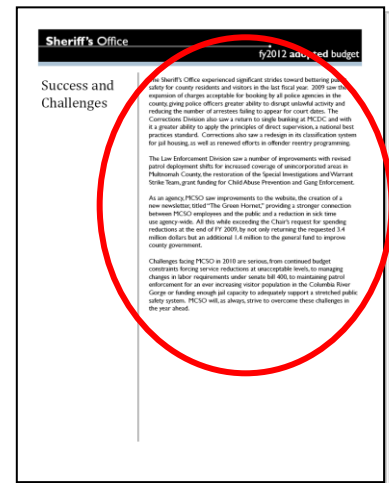 Sheriff's Office
fy2012 adopted budget
Success and
Challenges
The Sheriff's Office experienced significant strides toward bettering public
safety for county residents and visitors in the last fiscal year. 2009 saw the
expansion of charges acceptable for booking by all police agencies in the
county, giving police officers greater ability to disrupt unlawful activity and
reducing the number of arrestees failing to appear for court dates. The
Corrections Division also saw a return to single bunking at MCDC and with
it a greater ability to apply the principles of direct supervision, a national best
practices standard. Corrections also saw a redesign in its classification system
for jail housing, as well as renewed efforts in offender reentry programming.
The Law Enforcement Division saw a number of improvements with revised
patrol deployment shifts for increased coverage of unincorporated areas in
Multnomah County, the restoration of the Special Investigations and Warrant
Strike Team, grant funding for Child Abuse Prevention and Gang Enforcement.
As an agency, MCSO saw improvements to the website, the creation of a
new newsletter, titled "The Green Hornet," providing a stronger connection
between MCSO employees and the public and a reduction in sick time
use agency-wide. All this while exceeding the Chair's request for spending
reductions at the end of FY 2009, by not only returning the requested 3.4
million dollars but an additional 1.4 million to the general fund to improve
county government.
Challenges facing MCSO in 2010 are serious, from continued budget
constraints forcing service reductions at unacceptable levels, to managing
changes in labor requirements under senate bill 400, to maintaining patrol
enforcement for an ever increasing visitor population in the Columbia River
Gorge or funding enough jail capacity to adequately support a stretched public
safety system. MCSO will, as always, strive to overcome these challenges in
the year ahead.